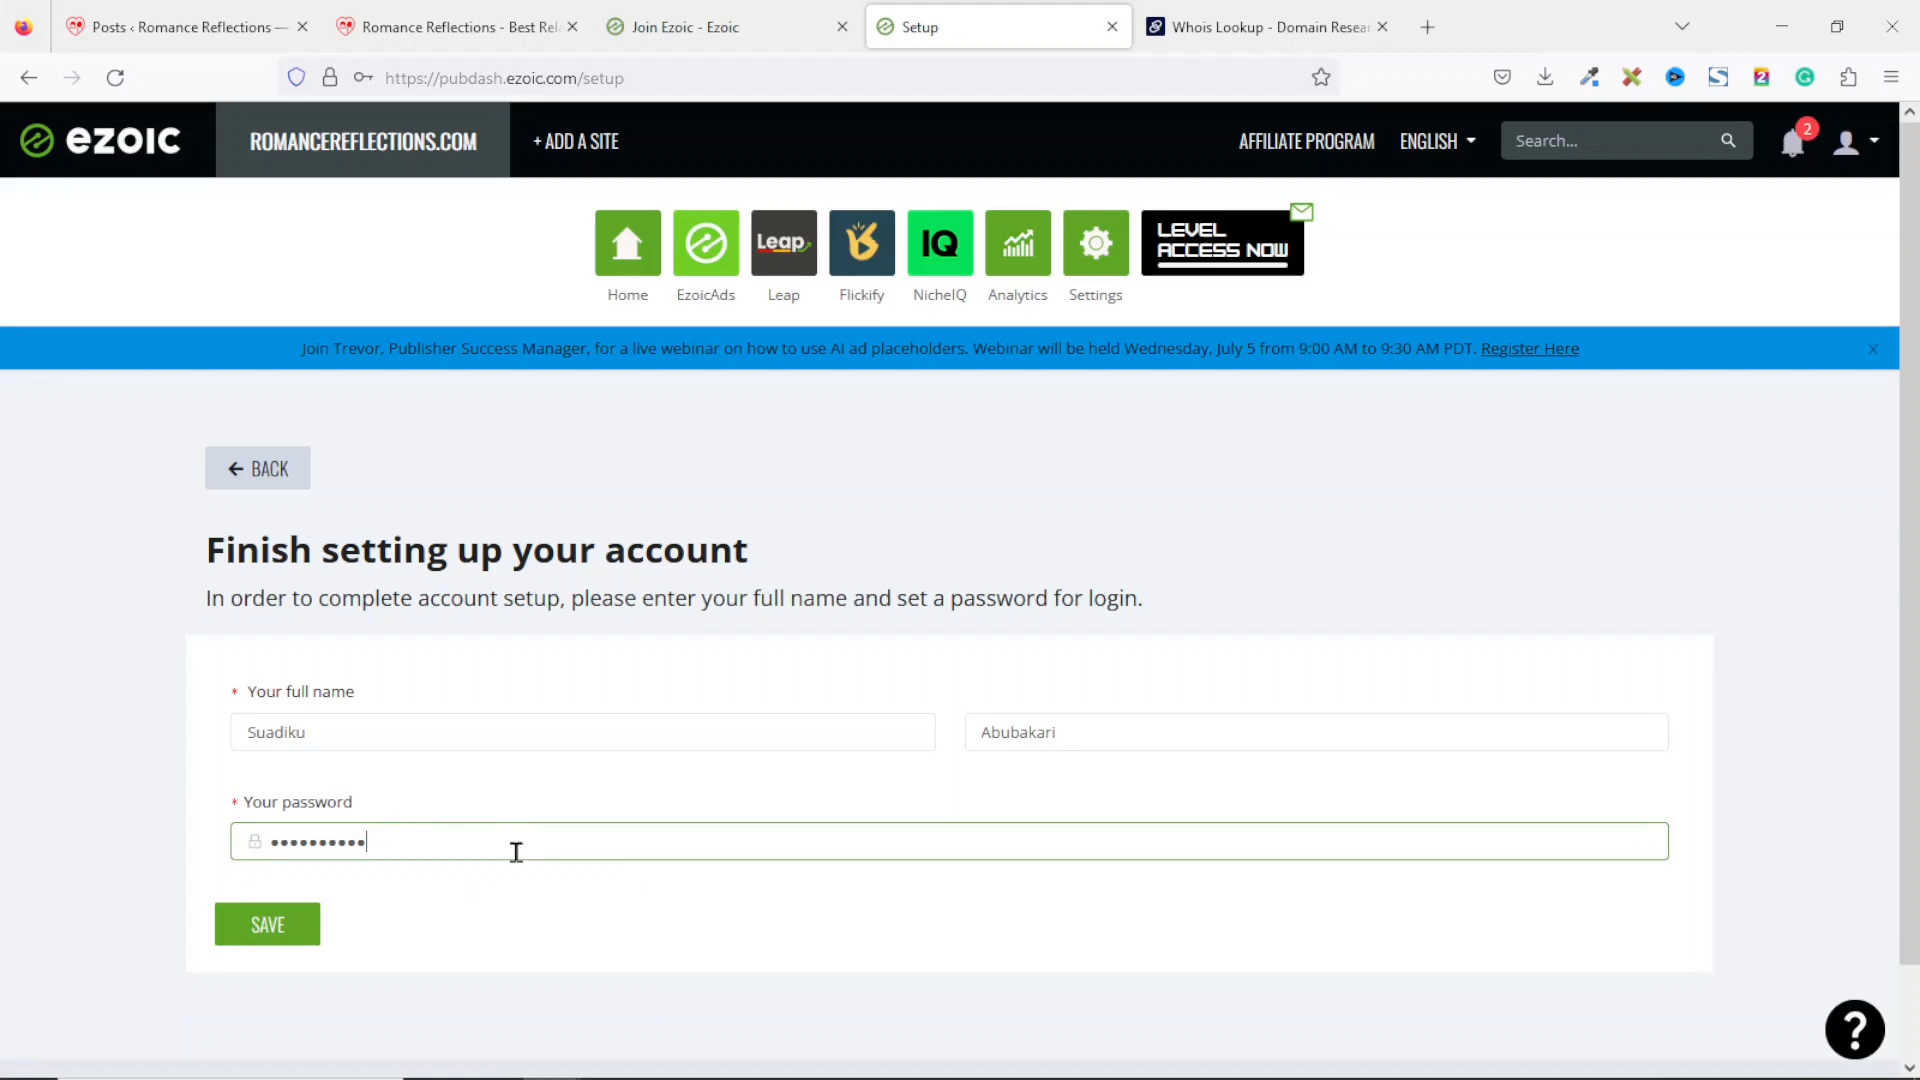 Posts ‹ Romance Reflections —
Romance Reflections - Best Rel
Join Ezoic - Ezoic
Setup
Whois Lookup - Domain Resear
https://pubdash.ezoic.com/setup
ezoic
ROMANCEREFLECTIONS.COM
+ ADD A SITE
AFFILIATE PROGRAM
ENGLISH
Search...
2
Leap
IQ
LEVEL
ACCESS NOW
Home
EzoicAds
Leap
Flickify
NicheIQ
Analytics
Settings
Join Trevor, Publisher Success Manager, for a live webinar on how to use AI ad placeholders. Webinar will be held Wednesday, July 5 from 9:00 AM to 9:30 AM PDT. Register Here
← BACK
Finish setting up your account
In order to complete account setup, please enter your full name and set a password for login.
* Your full name
Suadiku
Abubakari
* Your password
••••••••••
SAVE
?